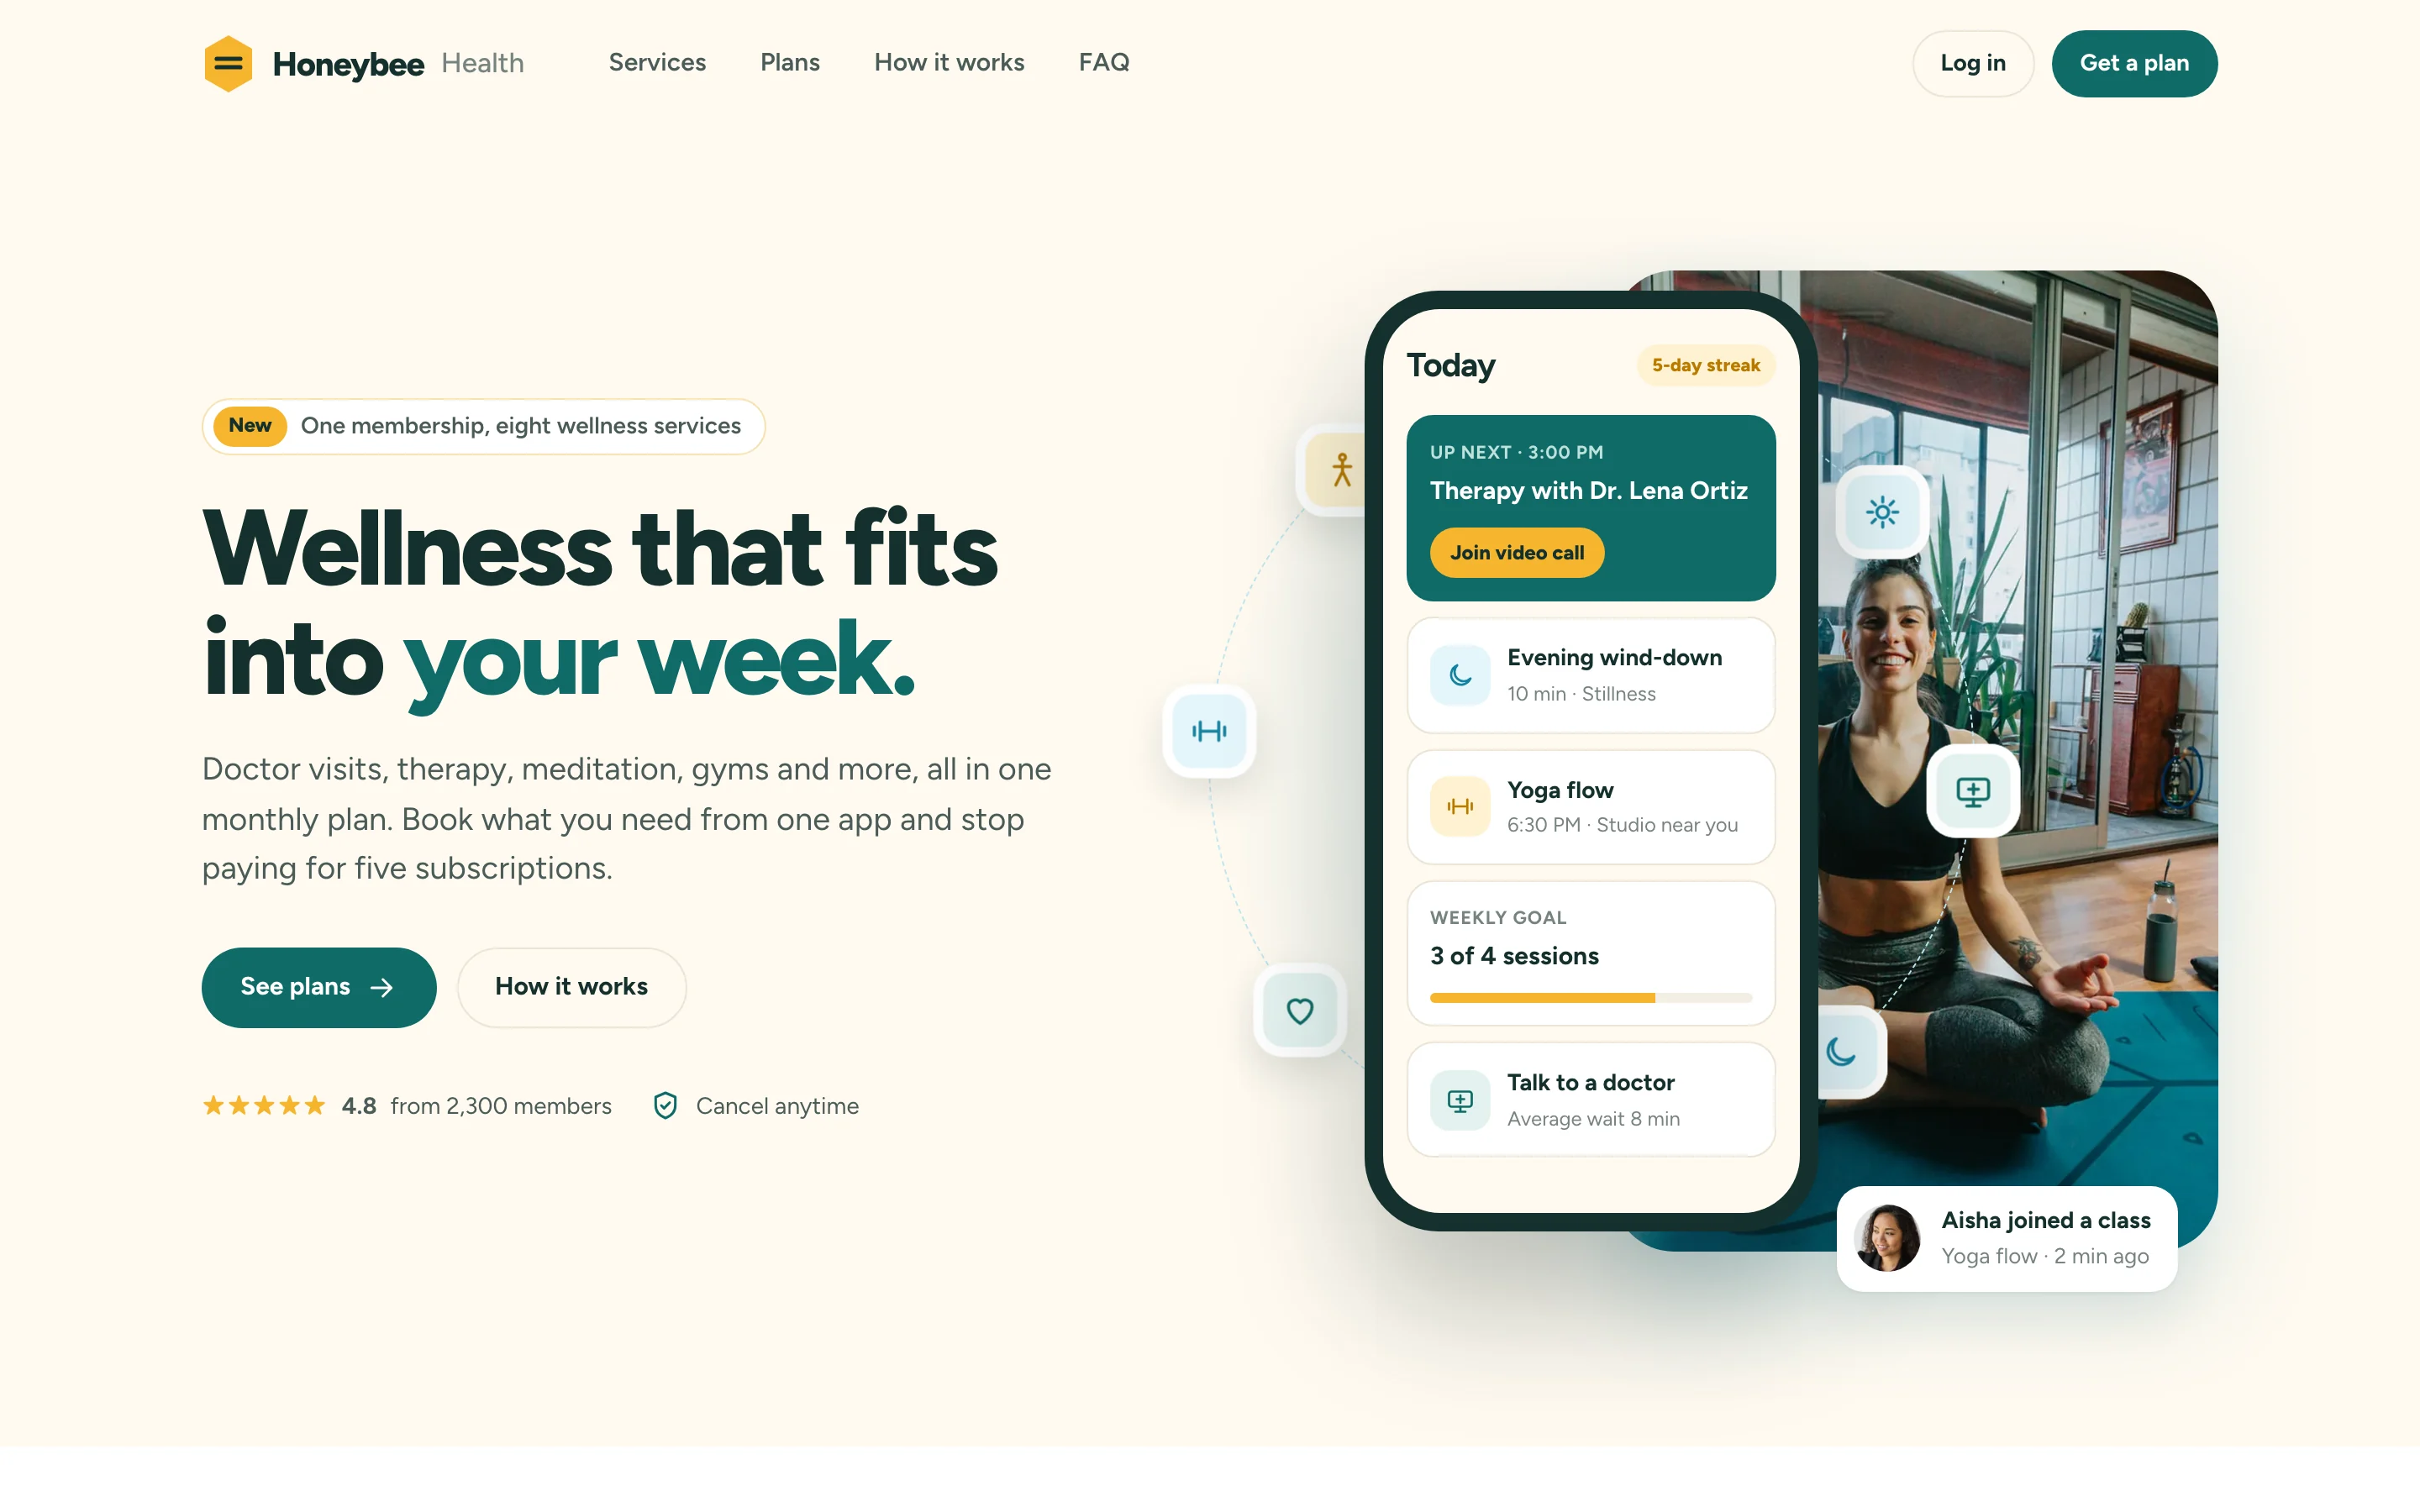 Honeybee Health
Services
Plans
How it works
FAQ
Log in
Get a plan
New One membership, eight wellness services
Wellness that fits
into your week.
Doctor visits, therapy, meditation, gyms and more, all in one
monthly plan. Book what you need from one app and stop
paying for five subscriptions.
See plans
How it works
4.8 from 2,300 members
Cancel anytime
Today
5-day streak
UP NEXT · 3:00 PM
Therapy with Dr. Lena Ortiz
Join video call
Evening wind-down
10 min · Stillness
Yoga flow
6:30 PM · Studio near you
WEEKLY GOAL
3 of 4 sessions
Talk to a doctor
Average wait 8 min
Aisha joined a class
Yoga flow · 2 min ago